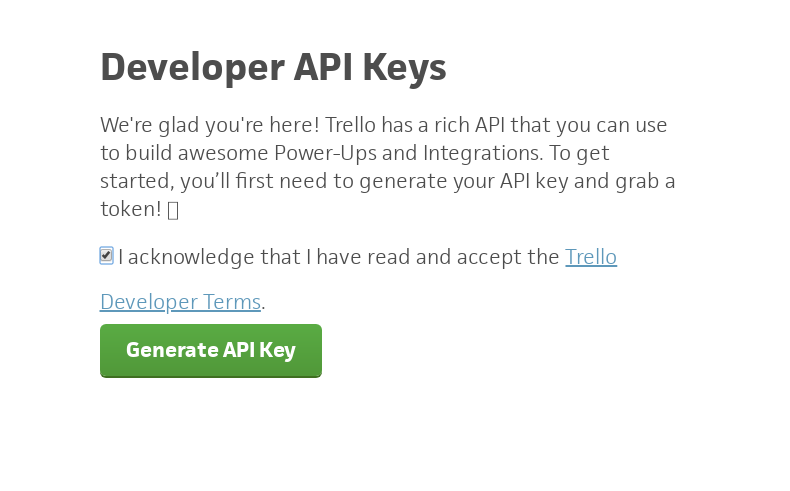 Developer API Keys
We're glad you're here! Trello has a rich API that you can use
to build awesome Power-Ups and Integrations. To get
started, you’ll first need to generate your API key and grab a
token!
I acknowledge that I have read and accept the Trello
Developer Terms.
Generate API Key